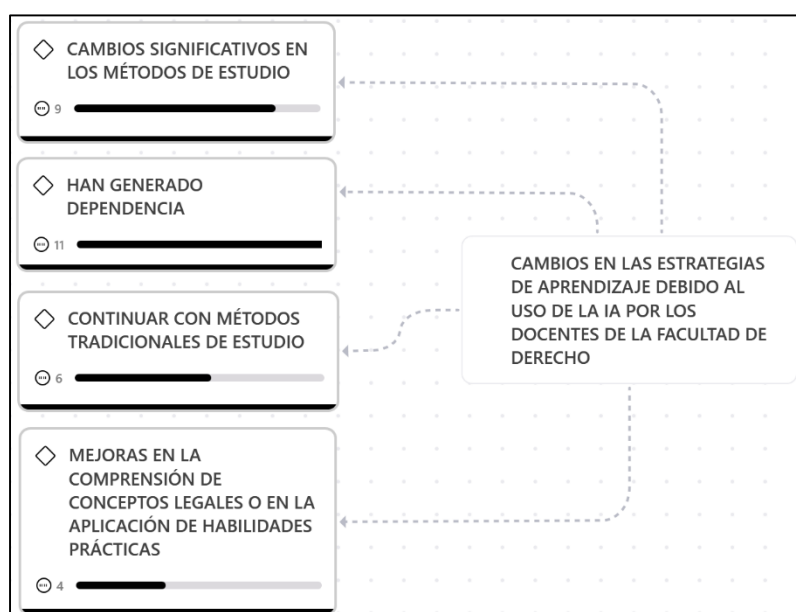 CAMBIOS SIGNIFICATIVOS EN
LOS MÉTODOS DE ESTUDIO
9
HAN GENERADO
DEPENDENCIA
11
CONTINUAR CON MÉTODOS
TRADICIONALES DE ESTUDIO
6
MEJORAS EN LA
COMPRENSIÓN DE
CONCEPTOS LEGALES O EN LA
APLICACIÓN DE HABILIDADES
PRÁCTICAS
4
CAMBIOS EN LAS ESTRATEGIAS
DE APRENDIZAJE DEBIDO AL
USO DE LA IA POR LOS
DOCENTES DE LA FACULTAD DE
DERECHO